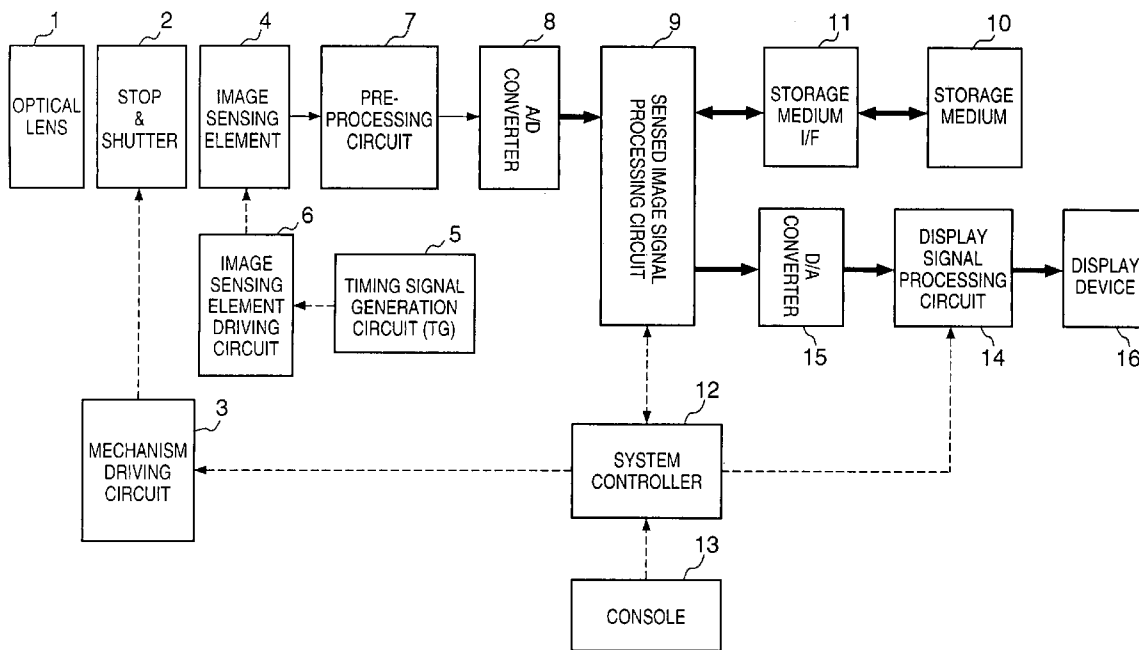 1
2
4
7
8
9
11
10
OPTICAL
LENS
STOP
&
SHUTTER
IMAGE
SENSING
ELEMENT
PRE-
PROCESSING
CIRCUIT
A/D
CONVERTER
SENSED IMAGE SIGNAL
PROCESSING CIRCUIT
STORAGE
MEDIUM
I/F
STORAGE
MEDIUM
6
5
IMAGE
SENSING
ELEMENT
DRIVING
CIRCUIT
TIMING SIGNAL
GENERATION
CIRCUIT (TG)
D/A
CONVERTER
DISPLAY
SIGNAL
PROCESSING
CIRCUIT
DISPLAY
DEVICE
15
14
16
3
12
MECHANISM
DRIVING
CIRCUIT
SYSTEM
CONTROLLER
13
CONSOLE